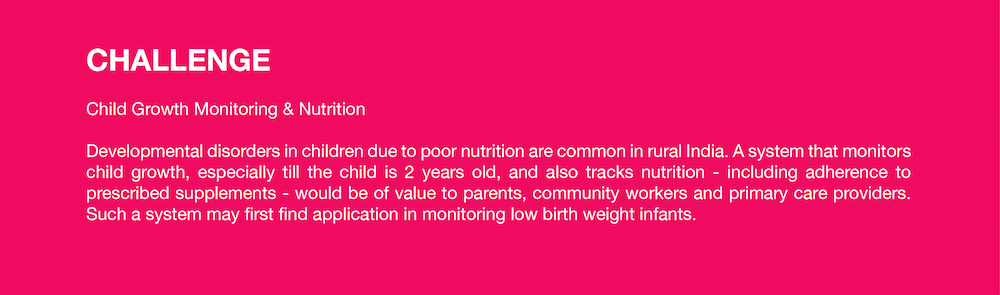 CHALLENGE
Child Growth Monitoring & Nutrition
Developmental disorders in children due to poor nutrition are common in rural India. A system that monitors
child growth, especially till the child is 2 years old, and also tracks nutrition - including adherence to
prescribed supplements - would be of value to parents, community workers and primary care providers.
Such a system may first find application in monitoring low birth weight infants.